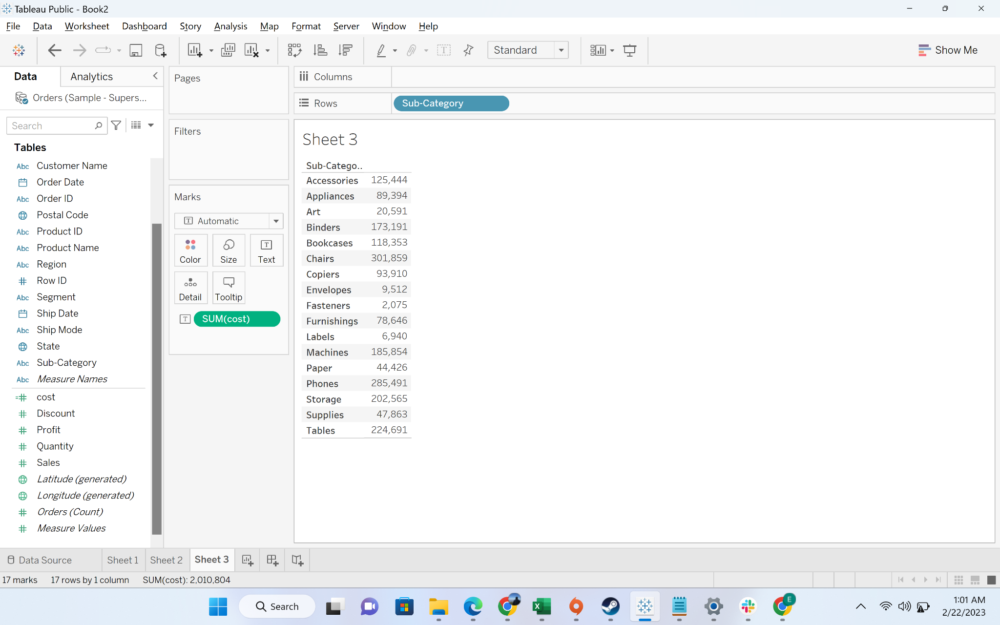 Tableau Public - Book2
File Data Worksheet Dashboard Story Analysis Map Format Server Window Help
Standard
Show Me
Data Analytics
Orders (Sample - Supers...
Search
Tables
Abc Customer Name
Order Date
Abc Order ID
Postal Code
Abc Product ID
Abc Product Name
Abc Region
# Row ID
Abc Segment
Ship Date
Abc Ship Mode
State
Abc Sub-Category
Abc Measure Names
=# cost
# Discount
# Profit
# Quantity
# Sales
Latitude (generated)
Longitude (generated)
# Orders (Count)
# Measure Values
Pages
Filters
Marks
T Automatic
Color Size T Text
Detail Tooltip
T SUM(cost)
Columns
Rows Sub-Category
Sheet 3
Sub-Catego..
Accessories 125,444
Appliances 89,394
Art 20,591
Binders 173,191
Bookcases 118,353
Chairs 301,859
Copiers 93,910
Envelopes 9,512
Fasteners 2,075
Furnishings 78,646
Labels 6,940
Machines 185,854
Paper 44,426
Phones 285,491
Storage 202,565
Supplies 47,863
Tables 224,691
Data Source Sheet 1 Sheet 2 Sheet 3
17 marks 17 rows by 1 column SUM(cost): 2,010,804
Search
E
1:01 AM
2/22/2023